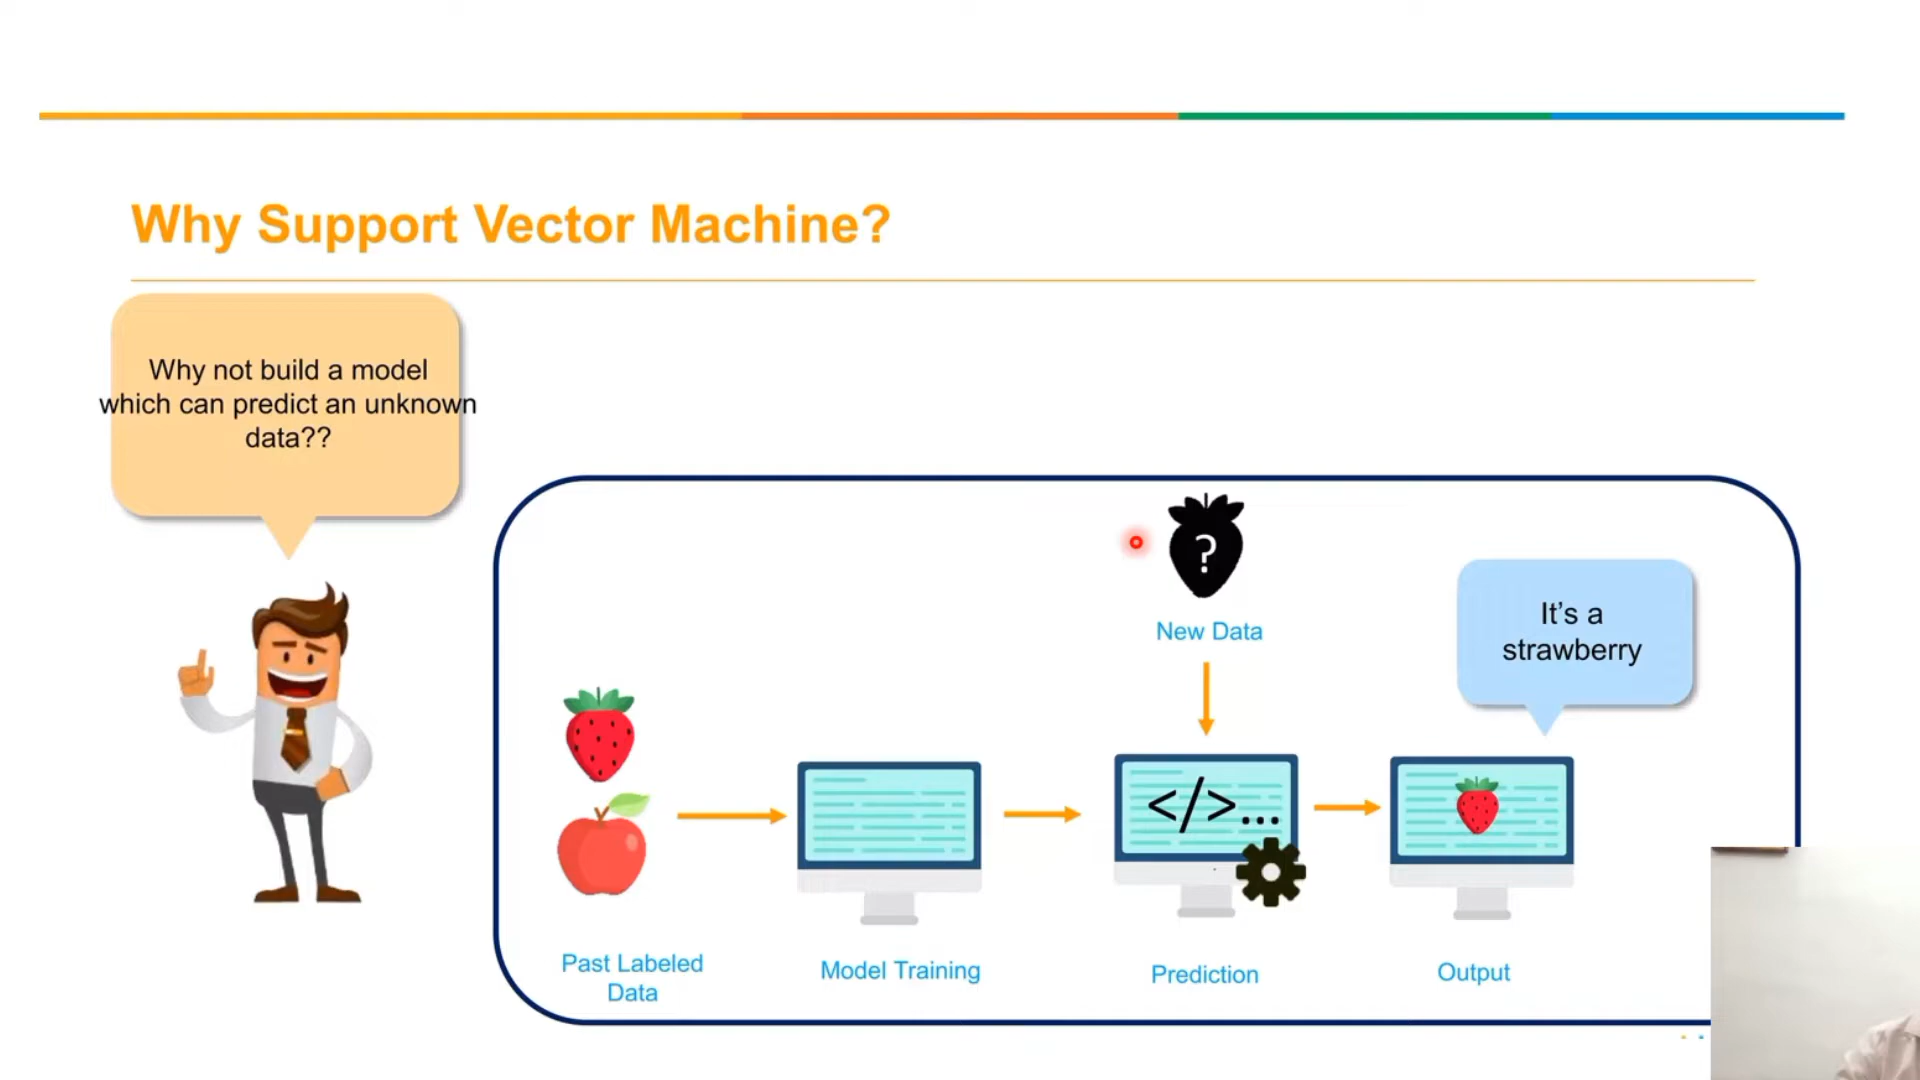 Why Support Vector Machine?
Why not build a model
which can predict an unknown
data??
?
New Data
It’s a
strawberry
</>...
Past Labeled
Data
Model Training
Prediction
Output